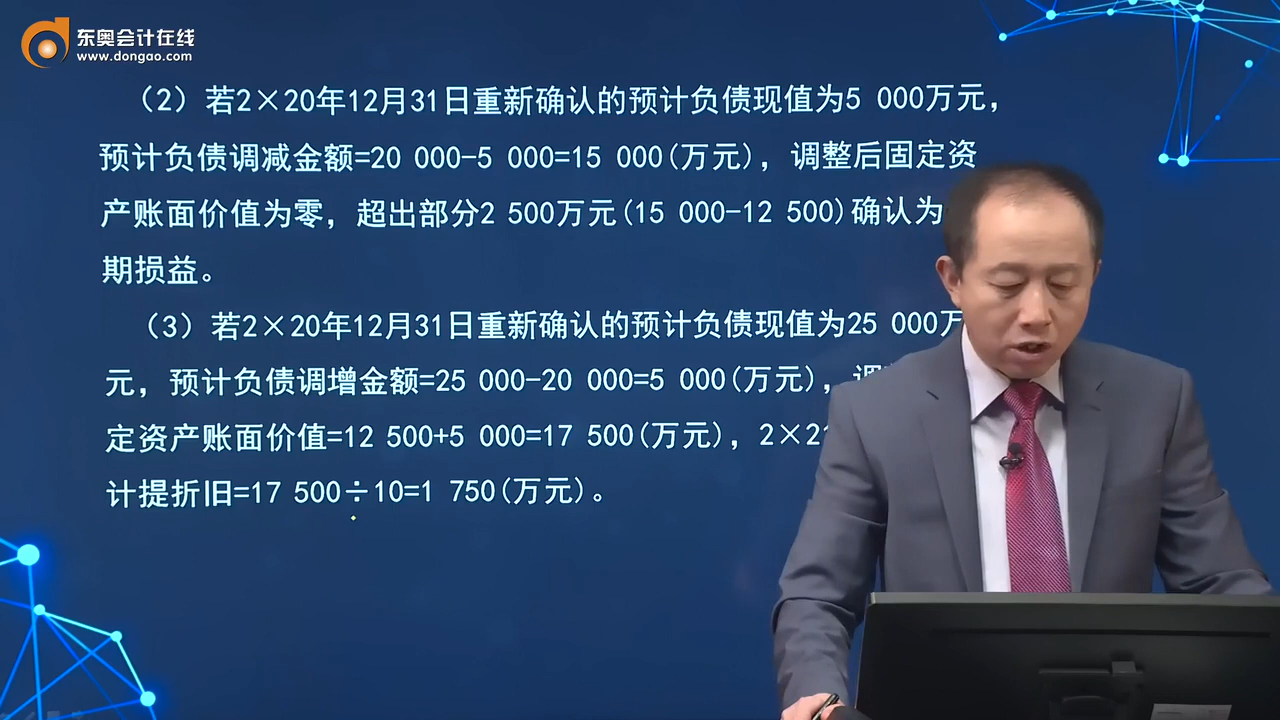 东奥会计在线
www.dongao.com
（2）若2×20年12月31日重新确认的预计负债现值为5 000万元，
预计负债调减金额=20 000-5 000=15 000(万元)，调整后固定资
产账面价值为零，超出部分2 500万元(15 000-12 500)确认为
期损益。
（3）若2×20年12月31日重新确认的预计负债现值为25 000万
元，预计负债调增金额=25 000-20 000=5 000(万元)，
定资产账面价值=12 500+5 000=17 500(万元)，2×2
计提折旧=17 500÷10=1 750(万元)。